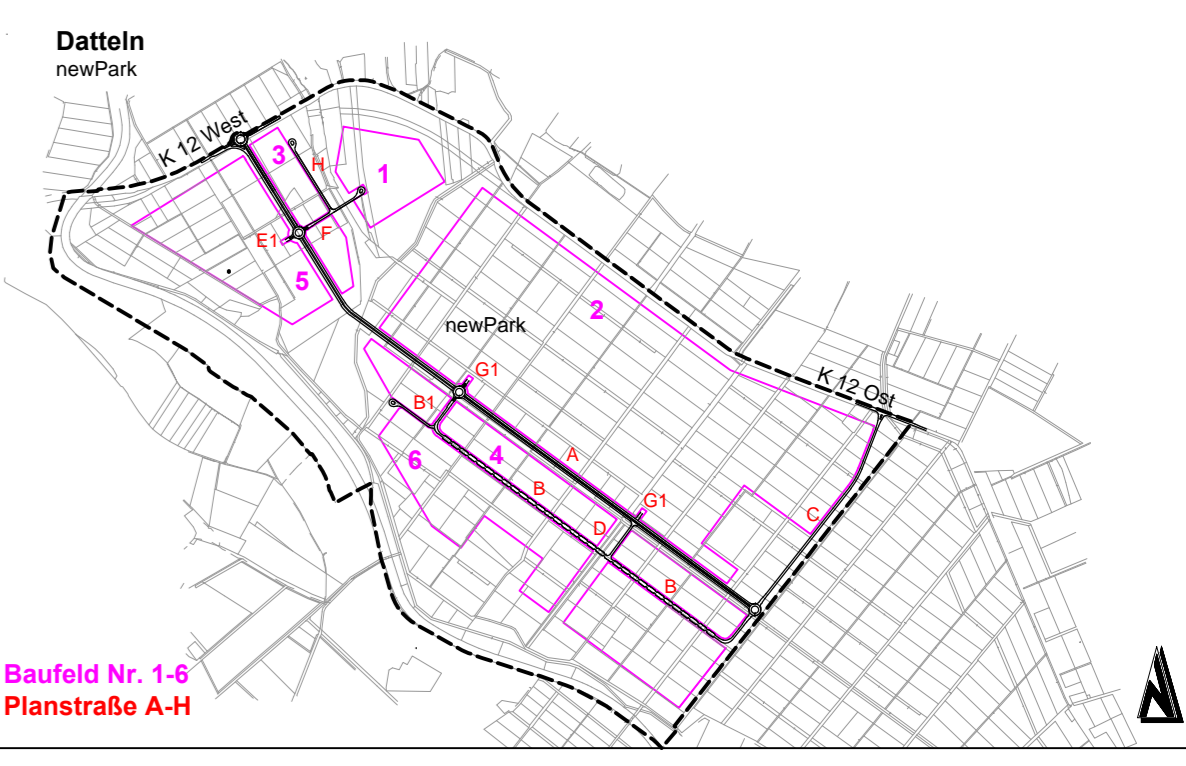 Datteln
newPark
K 12 West
3
H
1
F
E1
5
2
newPark
K 12 Ost
G1
B1
4
A
6
B
G1
C
D
B
Baufeld Nr. 1-6
Planstraße A-H
N